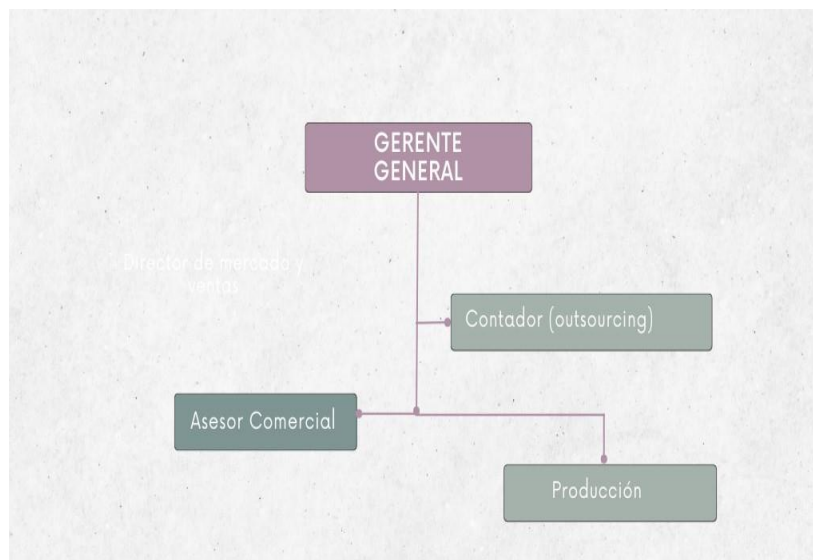 GERENTE
GENERAL
Director de mercado y
ventas
Contador (outsourcing)
Asesor Comercial
Producción